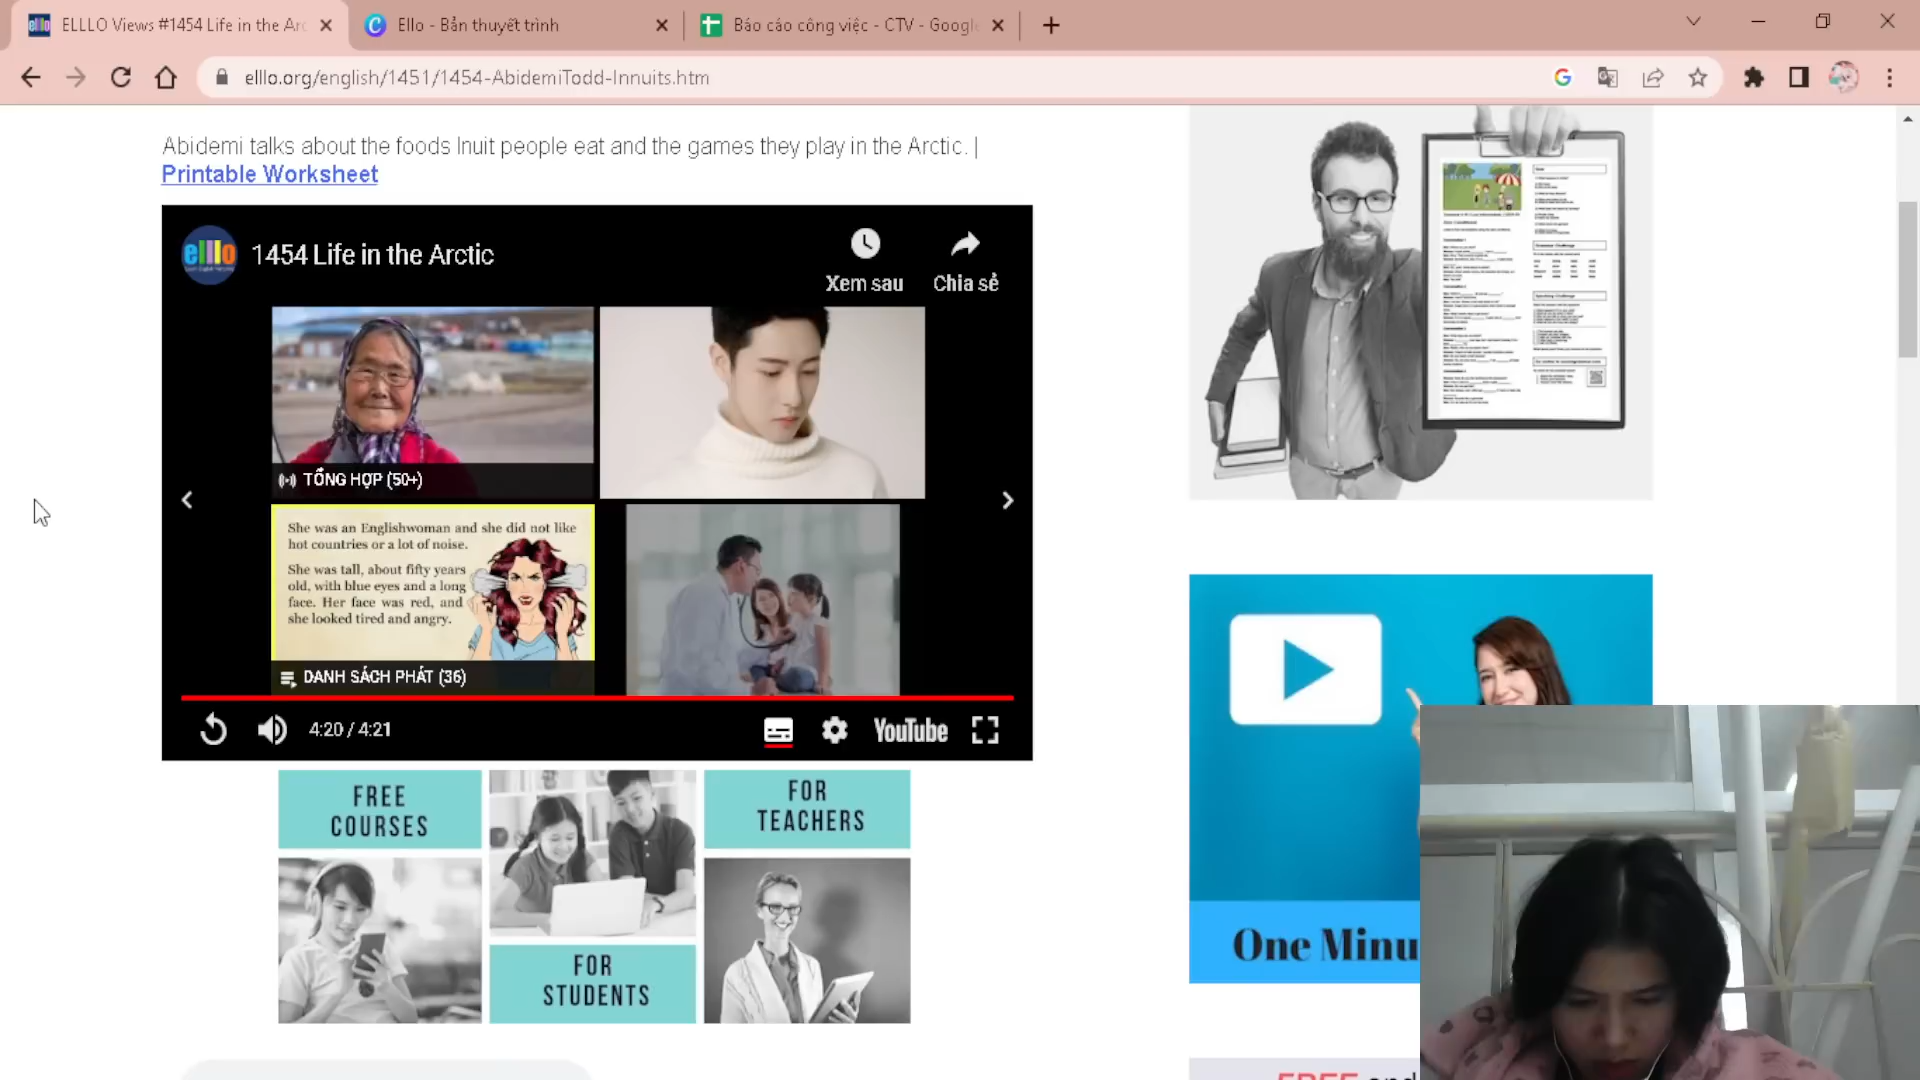 ELLLO Views #1454 Life in the Arc
Ello - Bản thuyết trình
Báo cáo công việc - CTV - Google
elllo.org/english/1451/1454-AbidemiTodd-Innuits.htm
Abidemi talks about the foods Inuit people eat and the games they play in the Arctic. |
Printable Worksheet
elllo
1454 Life in the Arctic
Xem sau
Chia sẻ
TỔNG HỢP (50+)
She was an Englishwoman and she did not like
hot countries or a lot of noise.
She was tall, about fifty years
old, with blue eyes and a long
face. Her face was red, and
she looked tired and angry.
DANH SÁCH PHÁT (36)
4:20 / 4:21
YouTube
FREE
COURSES
FOR
TEACHERS
FOR
STUDENTS
One Minu
FREE and